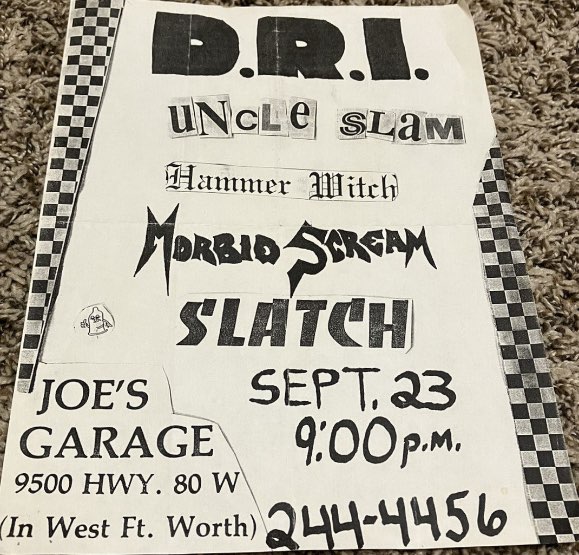 D.R.I.
UNCLE SLAM
Hammer Witch
MORBID SCREAM
SLATCH
SEPT. 23
9:00 P.M.
JOE'S
GARAGE
9500 HWY. 80 W
(In West Ft. Worth)
244-4456